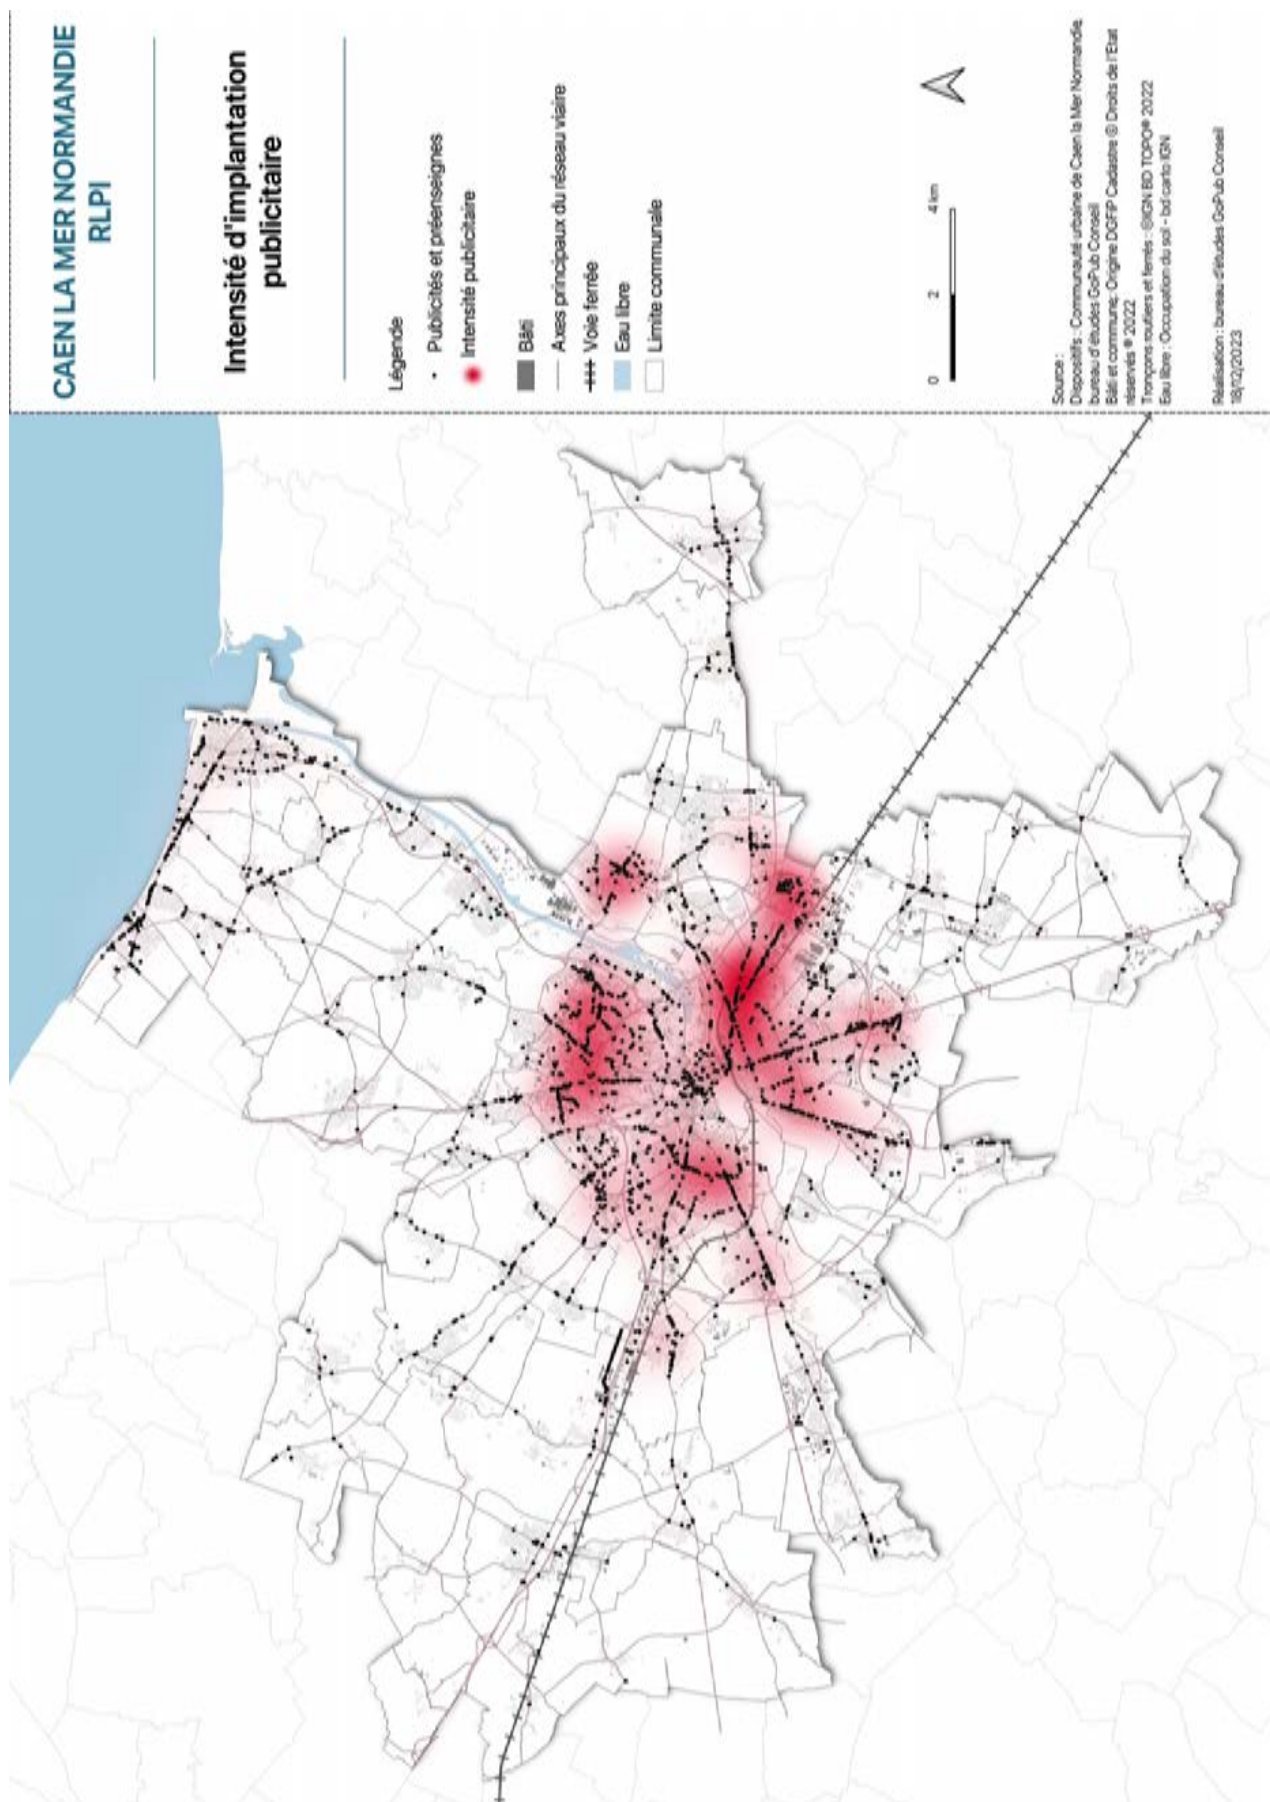 CAEN LA MER NORMANDIE
RLPI
Intensité d'implantation
publicitaire
Légende
Publicités et préenseignes
Intensité publicitaire
Bâti
Axes principaux du réseau viaire
Voie ferrée
Eau libre
Limite communale
0 2 4 km
Source :
Dispositifs : Communauté urbaine de Caen la Mer Normandie,
bureau d'études GoPub Conseil
Bâti et commune: Origine DGFiP Cadastre © Droits de l'Etat
réservés ® 2022
Tronçons routiers et ferrés : ©IGN BD TOPO® 2022
Eau libre : Occupation du sol - bd carto IGN
Réalisation : bureau d'études GoPub Conseil
18/12/2023